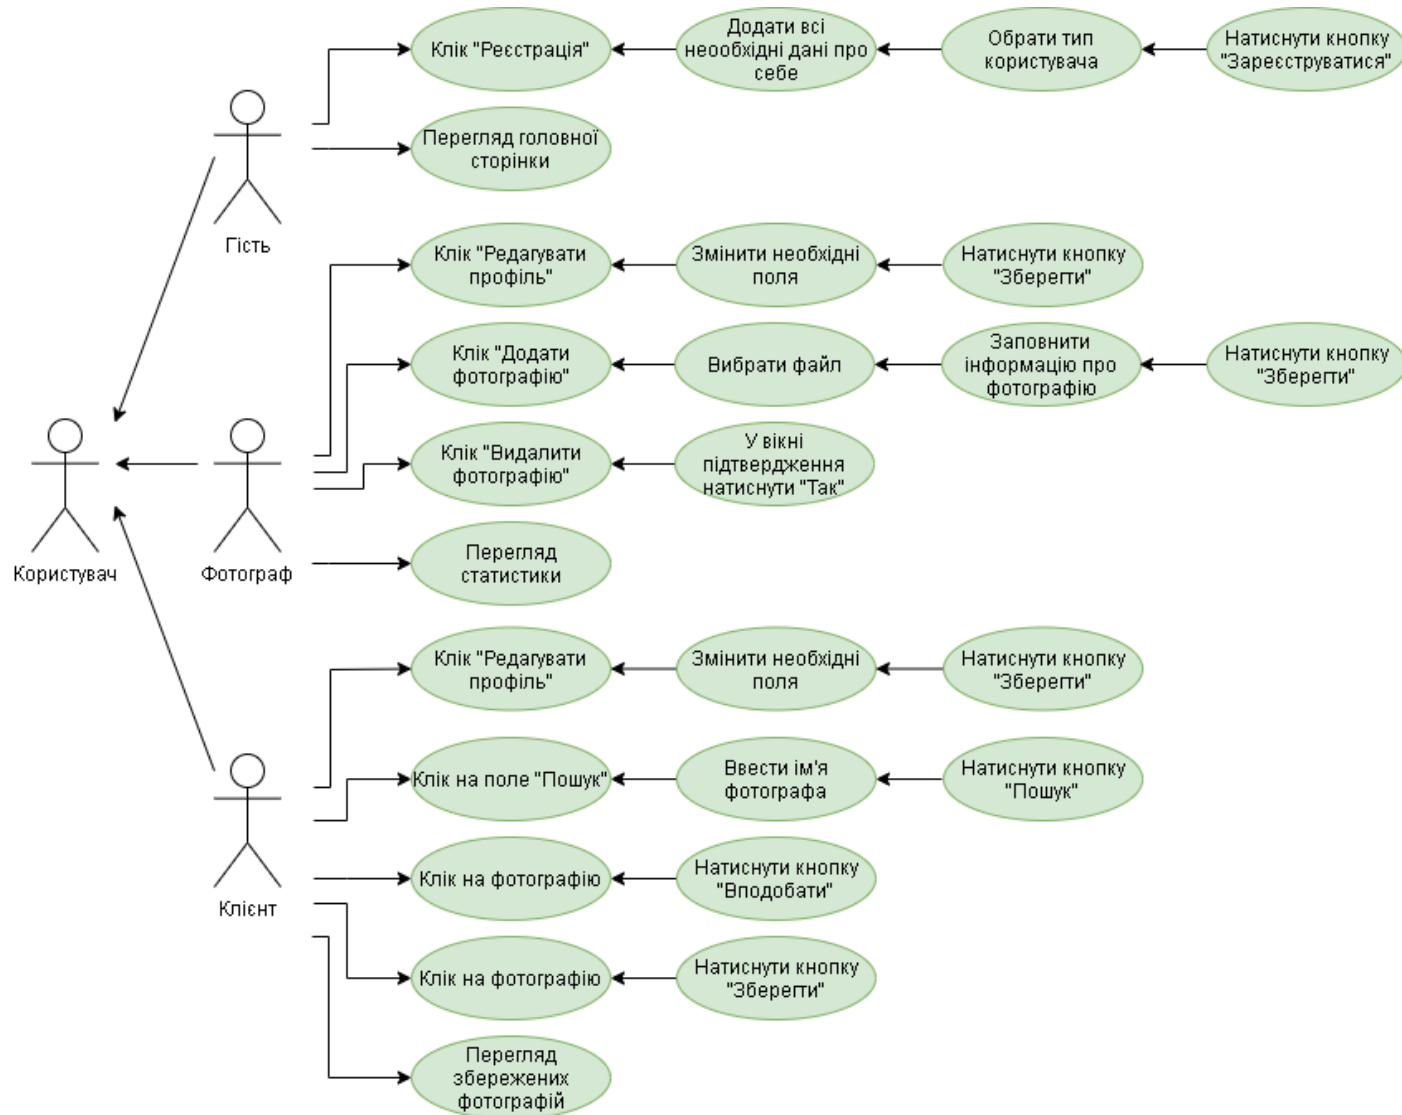 Клік "Реєстрація"
Додати всі
неообхідні дані про
себе
Обрати тип
користувача
Натиснути кнопку
"Зареєструватися"
Перегляд головної
сторінки
Гість
Клік "Редагувати
профіль"
Змінити необхідні
поля
Натиснути кнопку
"Зберегти"
Клік "Додати
фотографію"
Вибрати файл
Заповнити
інформацію про
фотографію
Натиснути кнопку
"Зберегти"
Клік "Видалити
фотографію"
У вікні
підтвердження
натиснути "Так"
Користувач
Фотограф
Перегляд
статистики
Клік "Редагувати
профіль"
Змінити необхідні
поля
Натиснути кнопку
"Зберегти"
Клік на поле "Пошук"
Ввести ім'я
фотографа
Натиснути кнопку
"Пошук"
Клік на фотографію
Натиснути кнопку
"Вподобати"
Клієнт
Клік на фотографію
Натиснути кнопку
"Зберегти"
Перегляд
збережених
фотографій